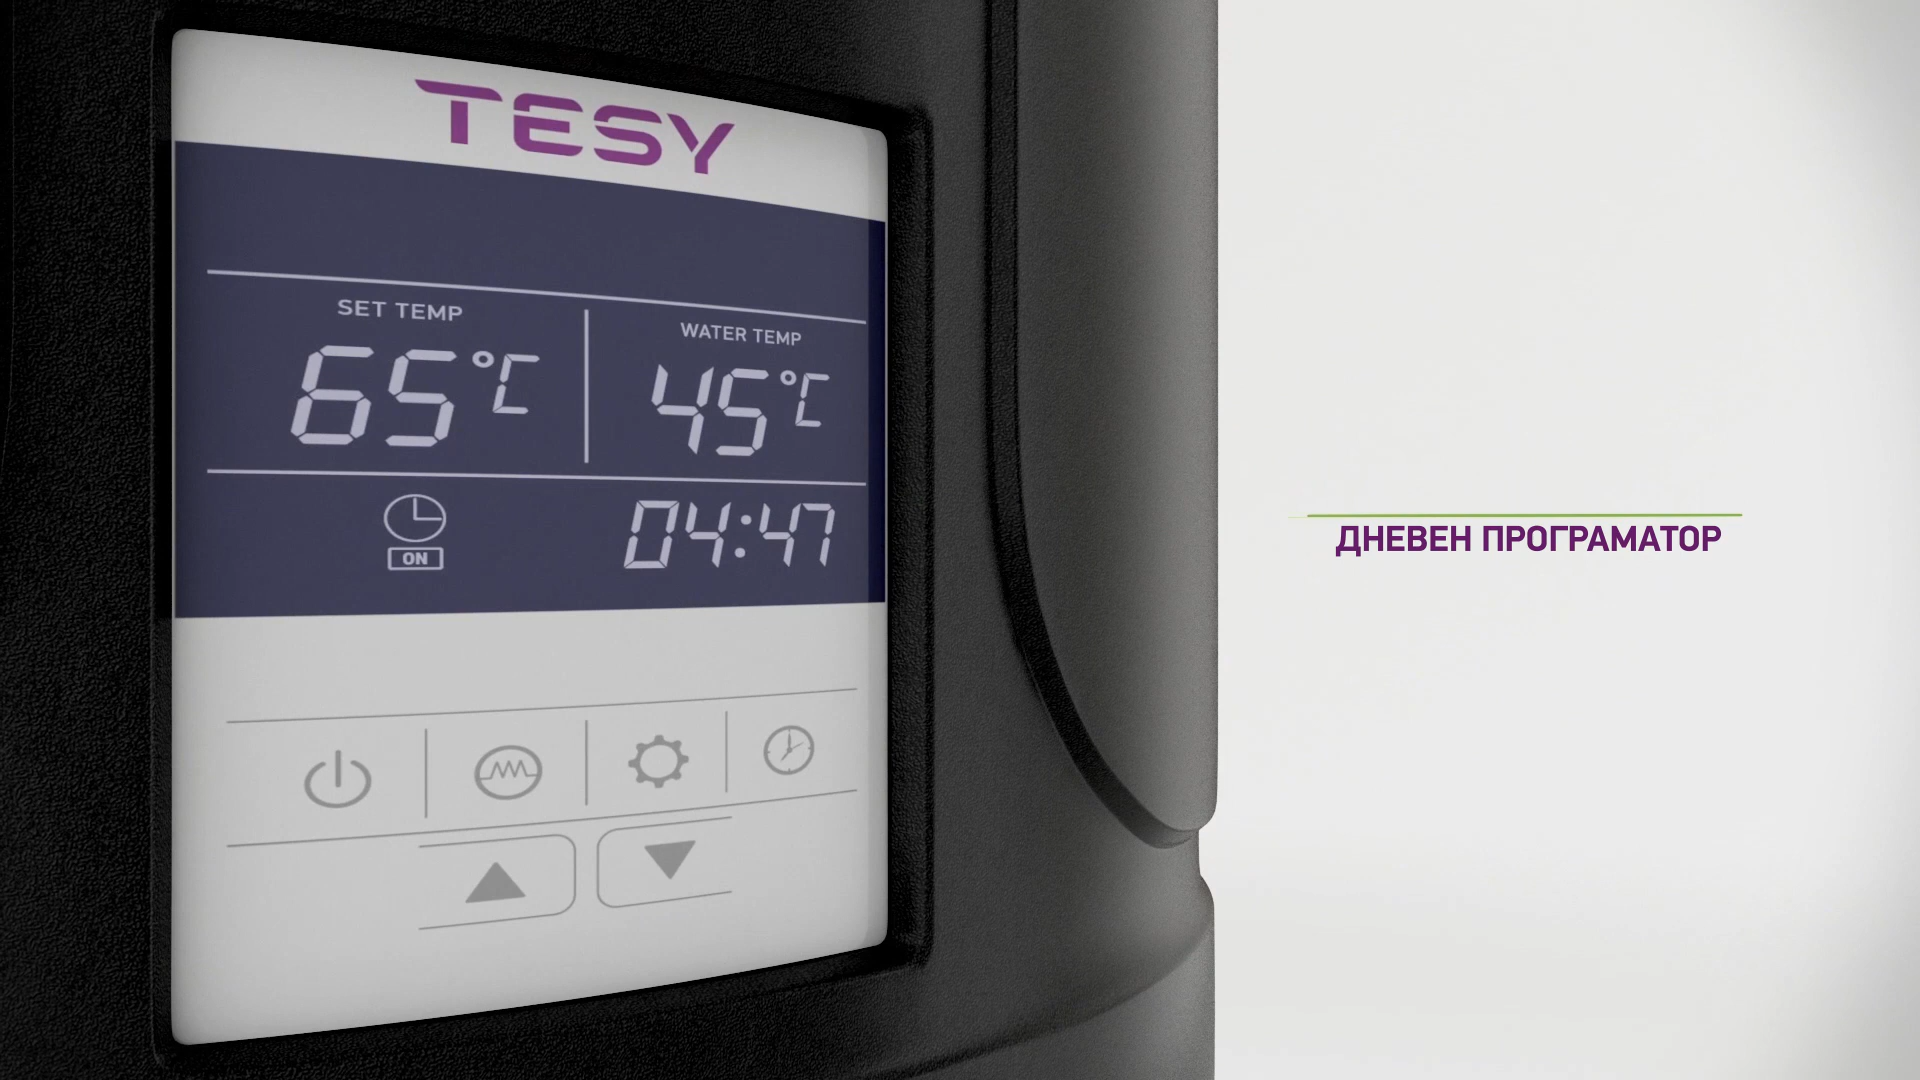 TESY
SET TEMP
WATER TEMP
65°C
45°C
ON
04:47
ДНЕВЕН ПРОГРАМАТОР